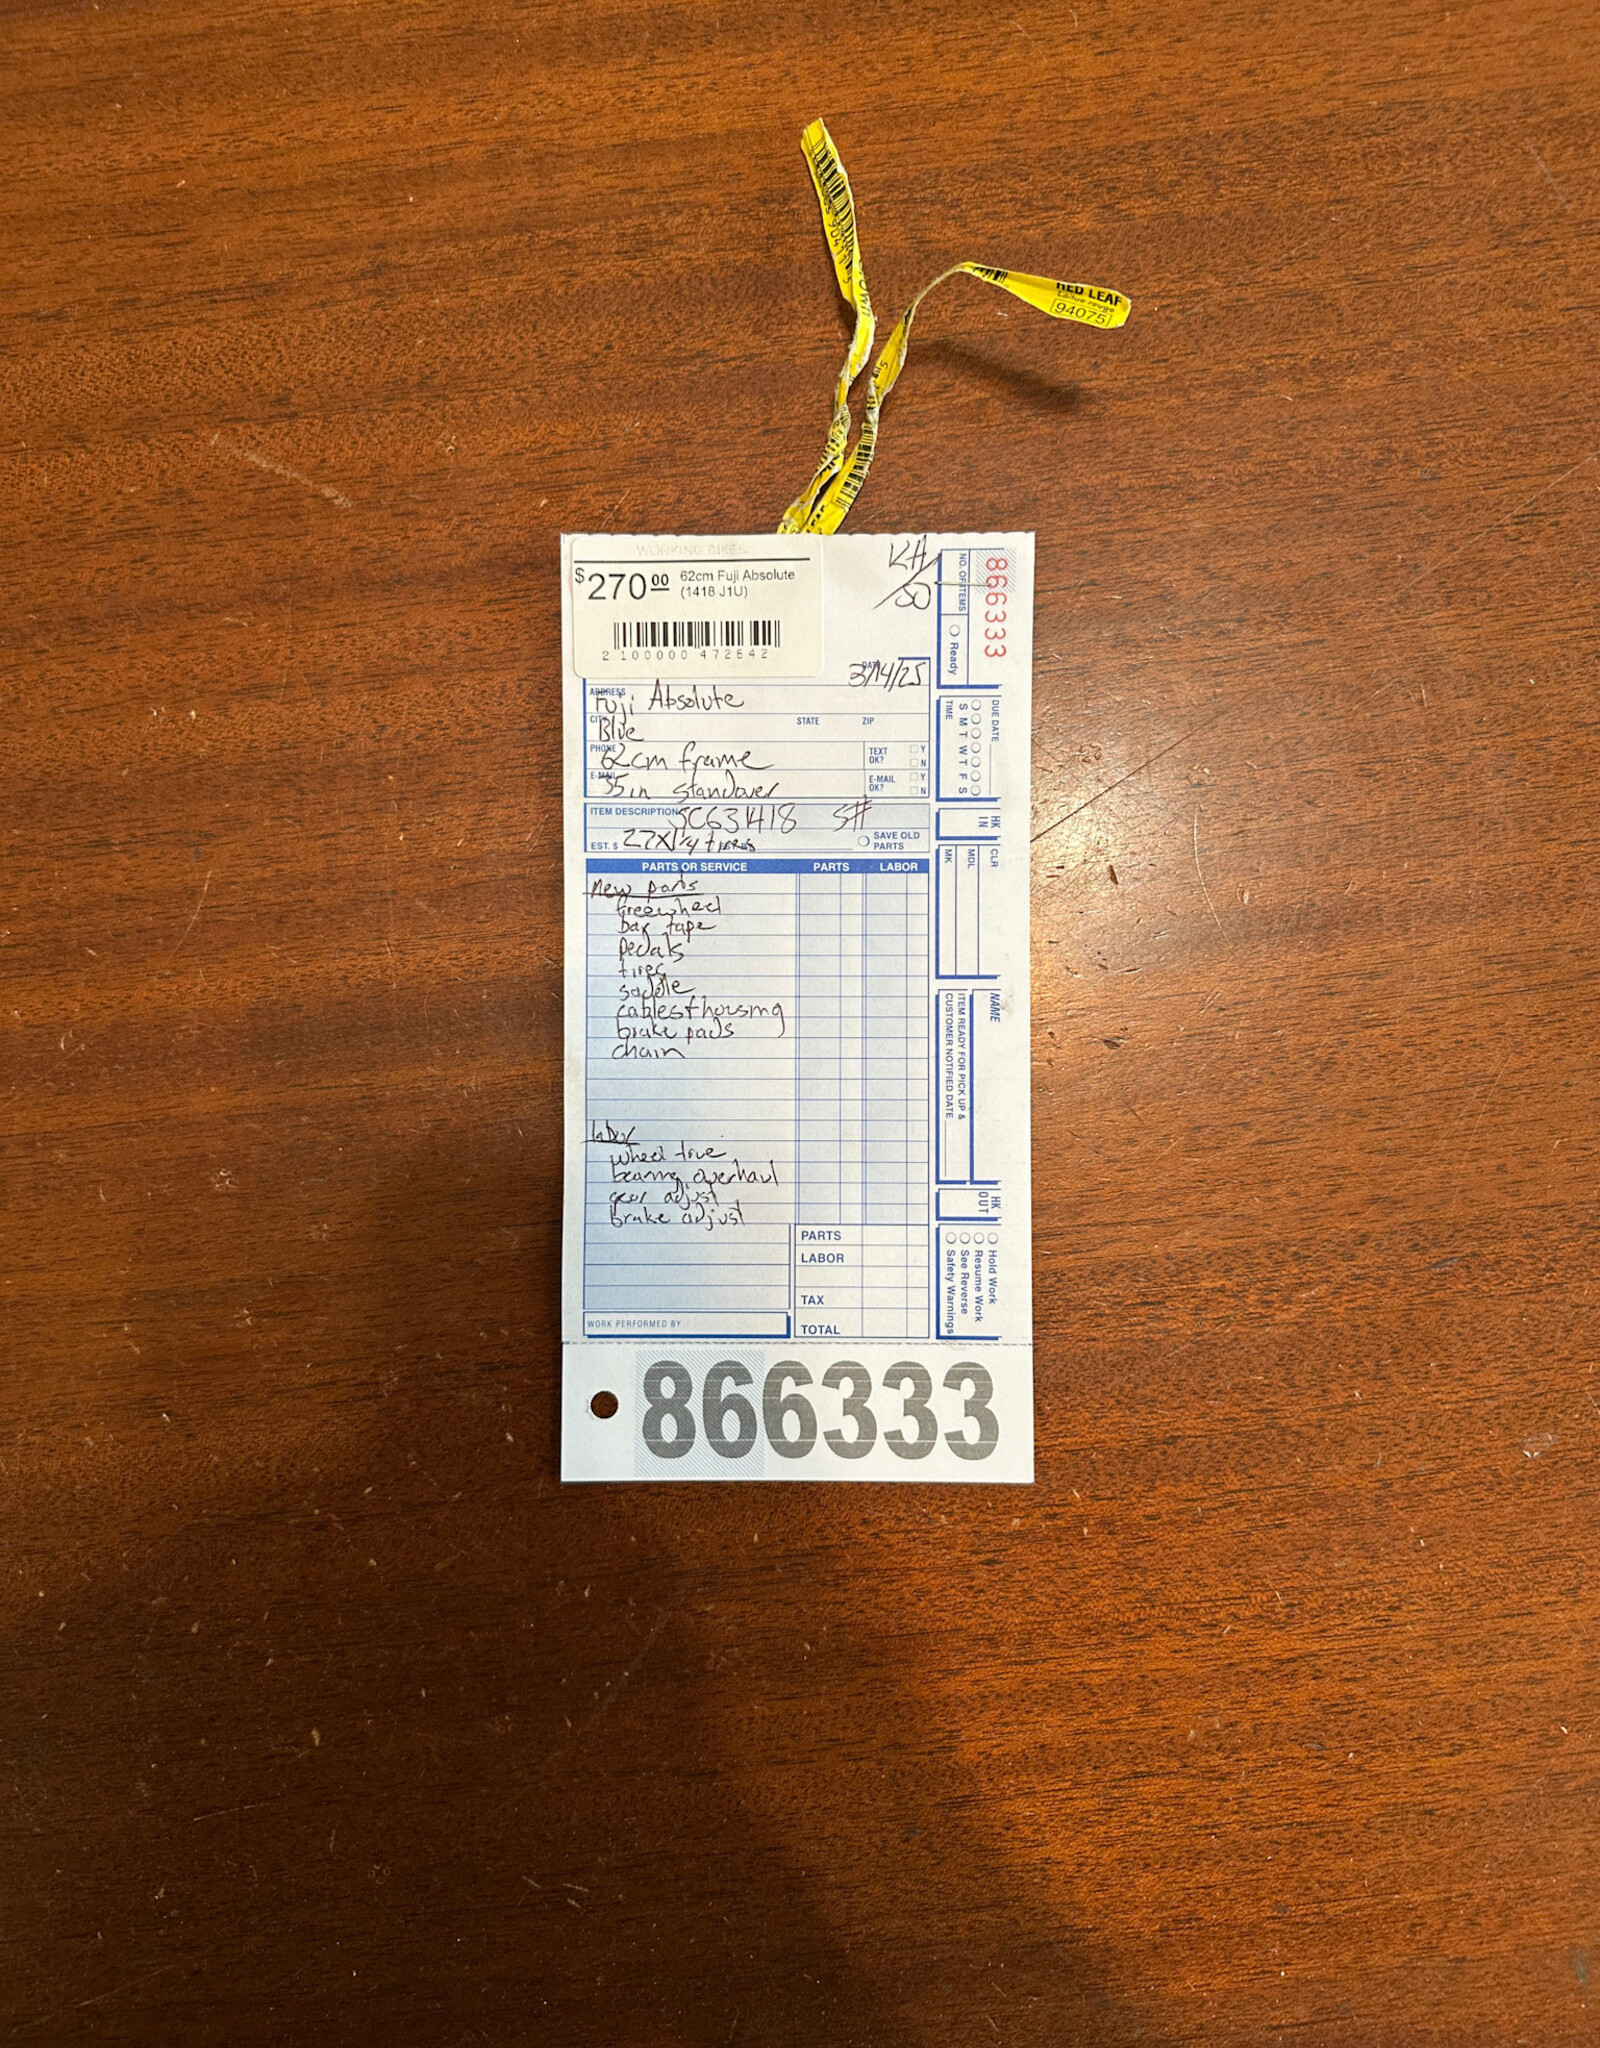 RED LEAF
94075
WORKING BIKES
$270.00 62cm Fuji Absolute
(1418 J1U)
2 100000 472642
KH
50
866333
NO. OF ITEMS
Ready
DATE
3/14/25
ADDRESS
Fuji Absolute
CITY STATE ZIP
Blue
PHONE TEXT OK? Y N
62cm frame
E-MAIL E-MAIL OK? Y N
35in standover
ITEM DESCRIPTION
SC631418 S#
EST. $ 27x1 1/4 tires
SAVE OLD
PARTS
PARTS OR SERVICE PARTS LABOR
New parts
freewheel
bar tape
pedals
tires
saddle
cables+housing
brake pads
chain
labor
wheel true
bearing overhaul
gear adjust
brake adjust
PARTS
LABOR
TAX
TOTAL
WORK PERFORMED BY
DUE DATE
S M T W T F S
TIME
HK
IN
CLR
MDL
MK
NAME
ITEM READY FOR PICK UP &
CUSTOMER NOTIFIED DATE
HK
OUT
Hold Work
Resume Work
See Reverse
Safety Warnings
866333